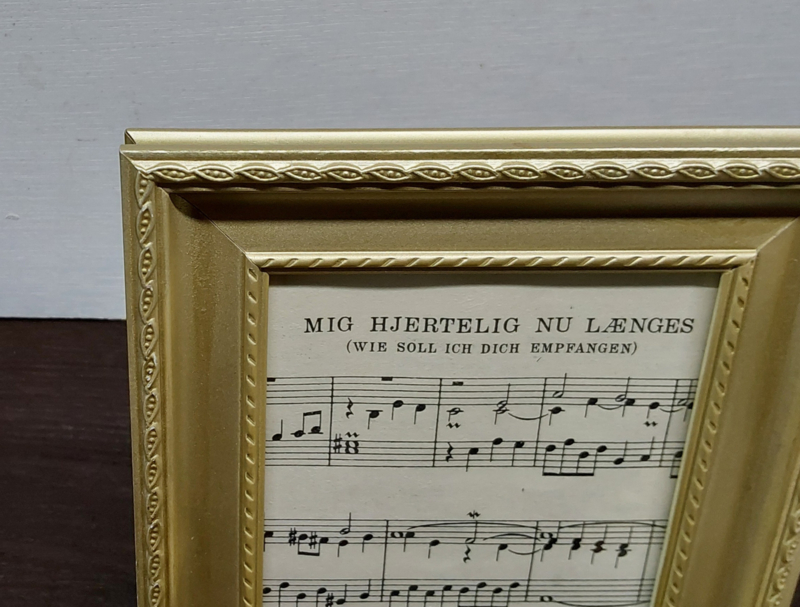 MIG HJERTELIG NU LÆNGES
(WIE SOLL ICH DICH EMPFANGEN)